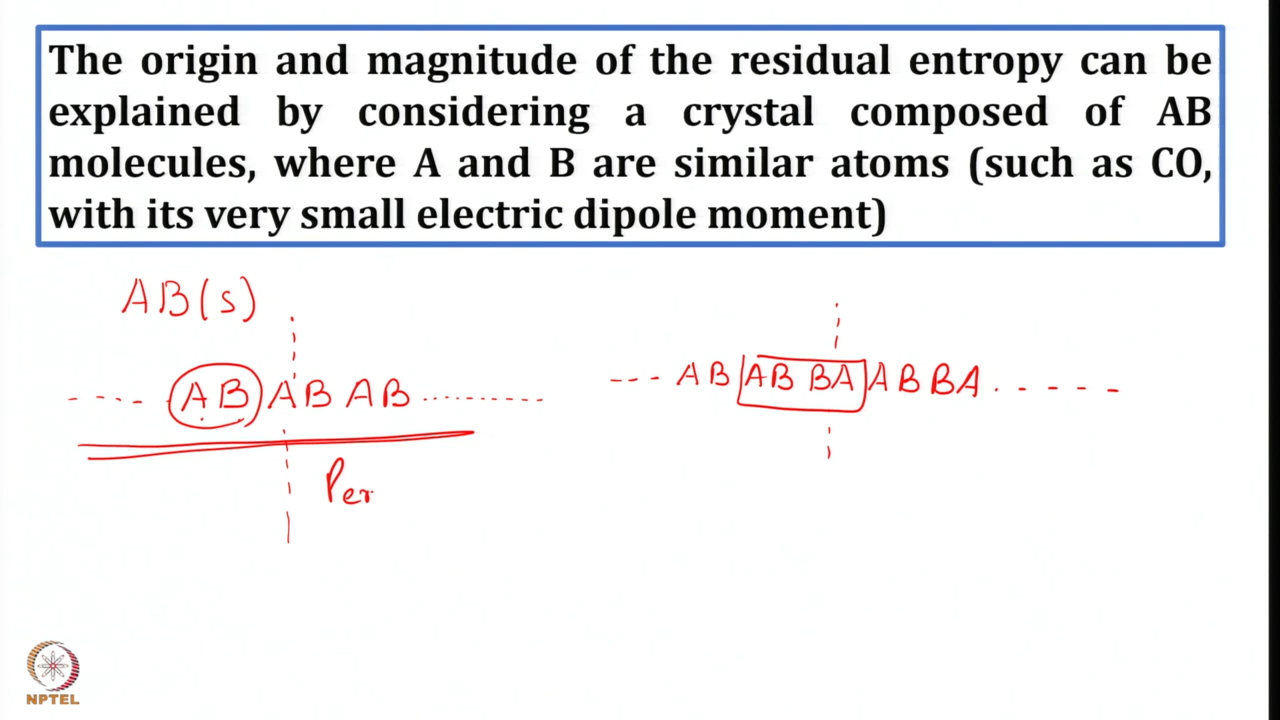 The origin and magnitude of the residual entropy can be
explained by considering a crystal composed of AB
molecules, where A and B are similar atoms (such as CO,
with its very small electric dipole moment)
AB(s)
----- AB AB AB ..........
--- AB AB BA ABBA . - - - - -
Per
NPTEL